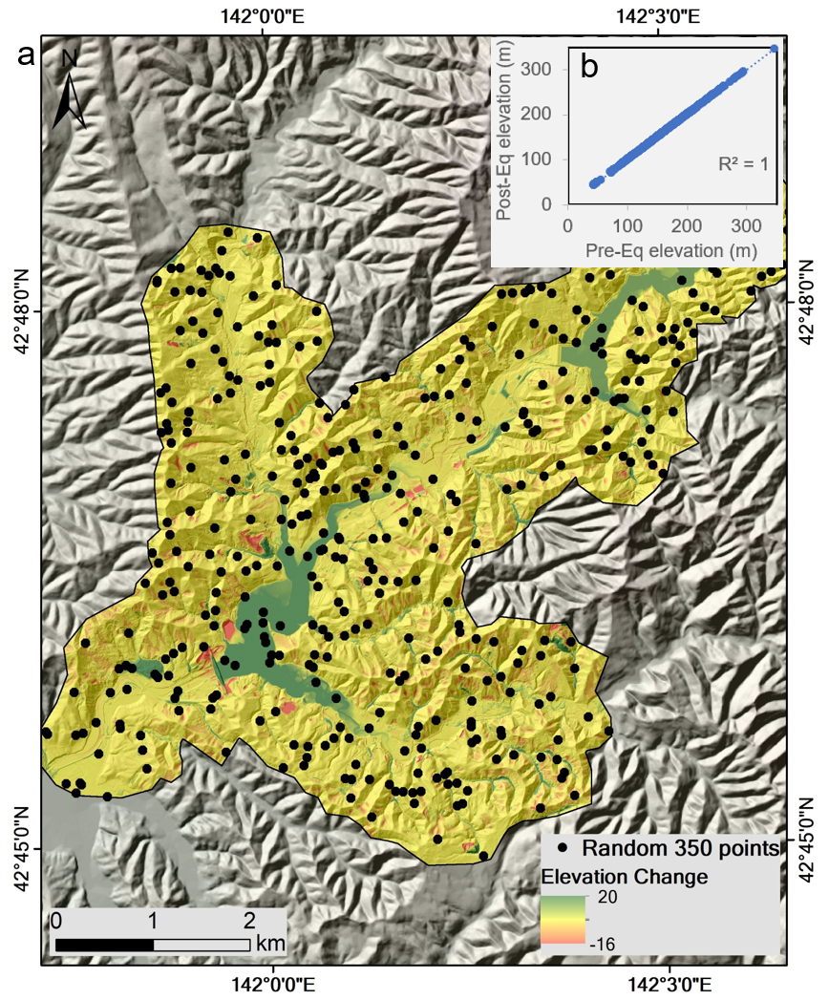 142°0'0"E
142°3'0"E
a
N
b
Post-Eq elevation (m)
300
200
100
0
R² = 1
0
100
200
300
Pre-Eq elevation (m)
42°48'0"N
42°48'0"N
42°45'0"N
42°45'0"N
Random 350 points
Elevation Change
20
-16
0
1
2
km
142°0'0"E
142°3'0"E